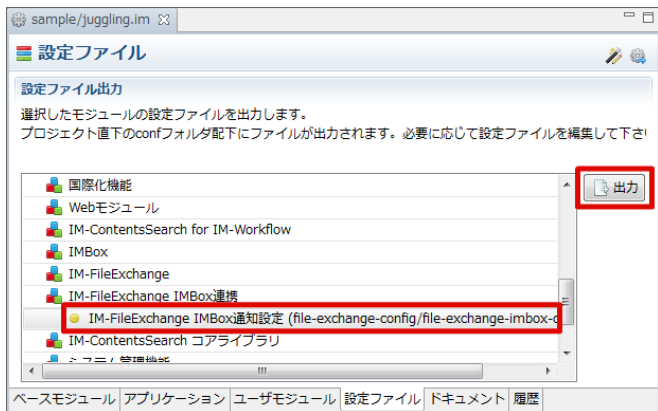 sample/juggling.im
設定ファイル
設定ファイル出力
選択したモジュールの設定ファイルを出力します。
プロジェクト直下のconfフォルダ配下にファイルが出力されます。必要に応じて設定ファイルを編集して下さ
国際化機能
出力
Webモジュール
IM-ContentsSearch for IM-Workflow
IMBox
IM-FileExchange
IM-FileExchange IMBox連携
IM-FileExchange IMBox通知設定 (file-exchange-config/file-exchange-imbox-c
IM-ContentsSearch コアライブラリ
システム管理機能
ベースモジュール アプリケーション ユーザモジュール 設定ファイル ドキュメント 履歴